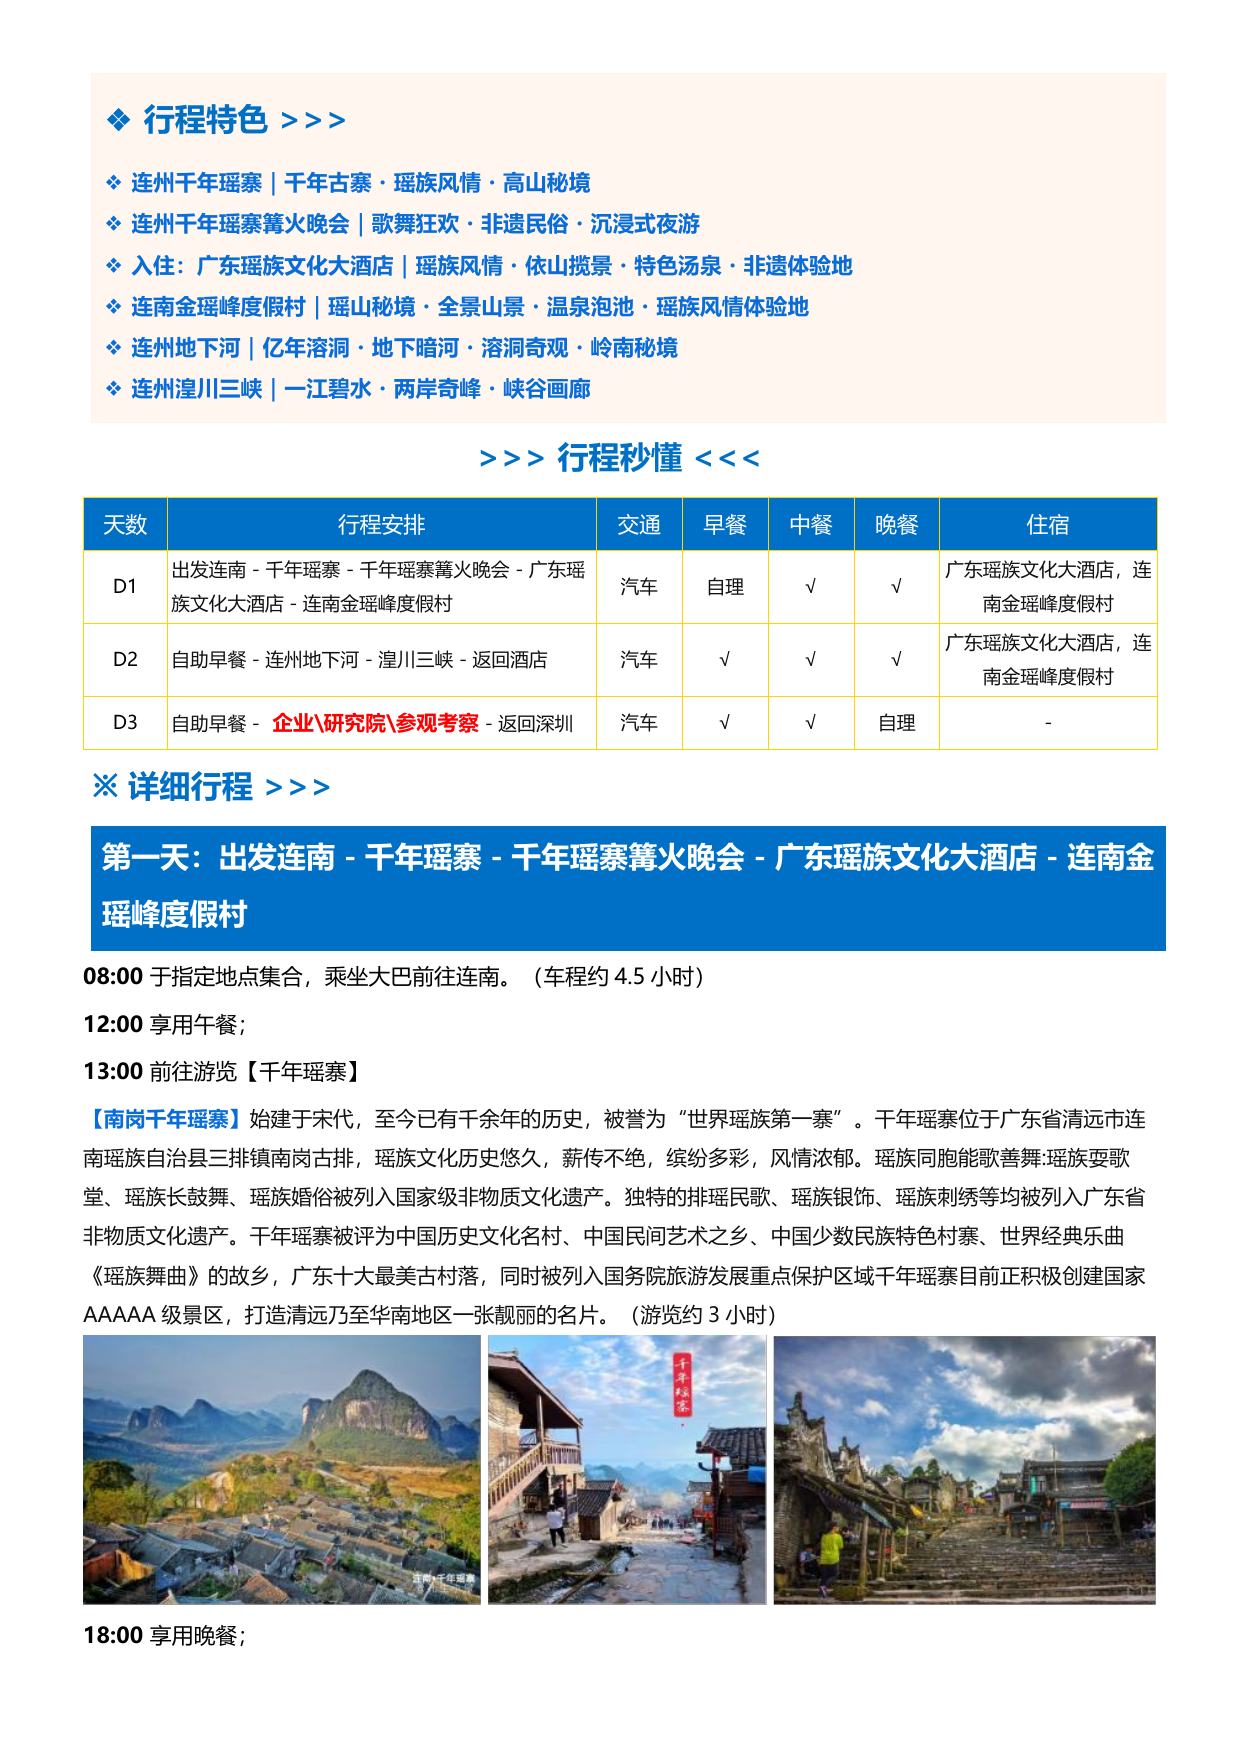 ❖ 行程特色 >>>
❖ 连州千年瑶寨 | 千年古寨 · 瑶族风情 · 高山秘境
❖ 连州千年瑶寨篝火晚会 | 歌舞狂欢 · 非遗民俗 · 沉浸式夜游
❖ 入住：广东瑶族文化大酒店 | 瑶族风情 · 依山揽景 · 特色汤泉 · 非遗体验地
❖ 连南金瑶峰度假村 | 瑶山秘境 · 全景山景 · 温泉泡池 · 瑶族风情体验地
❖ 连州地下河 | 亿年溶洞 · 地下暗河 · 溶洞奇观 · 岭南秘境
❖ 连州湟川三峡 | 一江碧水 · 两岸奇峰 · 峡谷画廊
>>> 行程秒懂 <<<
天数 行程安排 交通 早餐 中餐 晚餐 住宿
D1 出发连南 - 千年瑶寨 - 千年瑶寨篝火晚会 - 广东瑶
族文化大酒店 - 连南金瑶峰度假村 汽车 自理 √ √ 广东瑶族文化大酒店，连
南金瑶峰度假村
D2 自助早餐 - 连州地下河 - 湟川三峡 - 返回酒店 汽车 √ √ √ 广东瑶族文化大酒店，连
南金瑶峰度假村
D3 自助早餐 - 企业\研究院\参观考察 - 返回深圳 汽车 √ √ 自理 -
※ 详细行程 >>>
第一天：出发连南 - 千年瑶寨 - 千年瑶寨篝火晚会 - 广东瑶族文化大酒店 - 连南金
瑶峰度假村
08:00 于指定地点集合，乘坐大巴前往连南。（车程约 4.5 小时）
12:00 享用午餐；
13:00 前往游览【千年瑶寨】
【南岗千年瑶寨】始建于宋代，至今已有千余年的历史，被誉为“世界瑶族第一寨”。千年瑶寨位于广东省清远市连
南瑶族自治县三排镇南岗古排，瑶族文化历史悠久，薪传不绝，缤纷多彩，风情浓郁。瑶族同胞能歌善舞:瑶族耍歌
堂、瑶族长鼓舞、瑶族婚俗被列入国家级非物质文化遗产。独特的排瑶民歌、瑶族银饰、瑶族刺绣等均被列入广东省
非物质文化遗产。千年瑶寨被评为中国历史文化名村、中国民间艺术之乡、中国少数民族特色村寨、世界经典乐曲
《瑶族舞曲》的故乡，广东十大最美古村落，同时被列入国务院旅游发展重点保护区域千年瑶寨目前正积极创建国家
AAAAA 级景区，打造清远乃至华南地区一张靓丽的名片。（游览约 3 小时）
千年瑶寨
连南·千年瑶寨
18:00 享用晚餐；